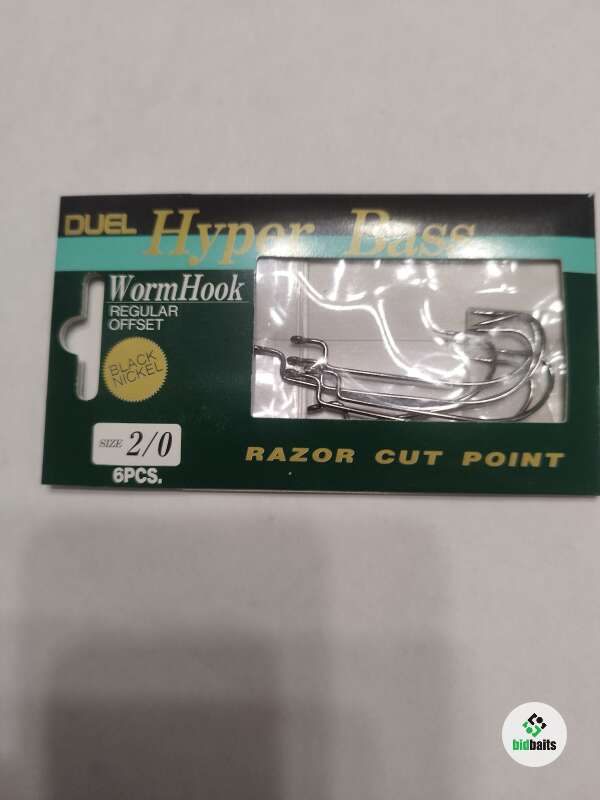 DUEL Hyper Bass
WormHook
REGULAR
OFFSET
BLACK
NICKEL
SIZE 2/0
6PCS.
RAZOR CUT POINT
bidbaits